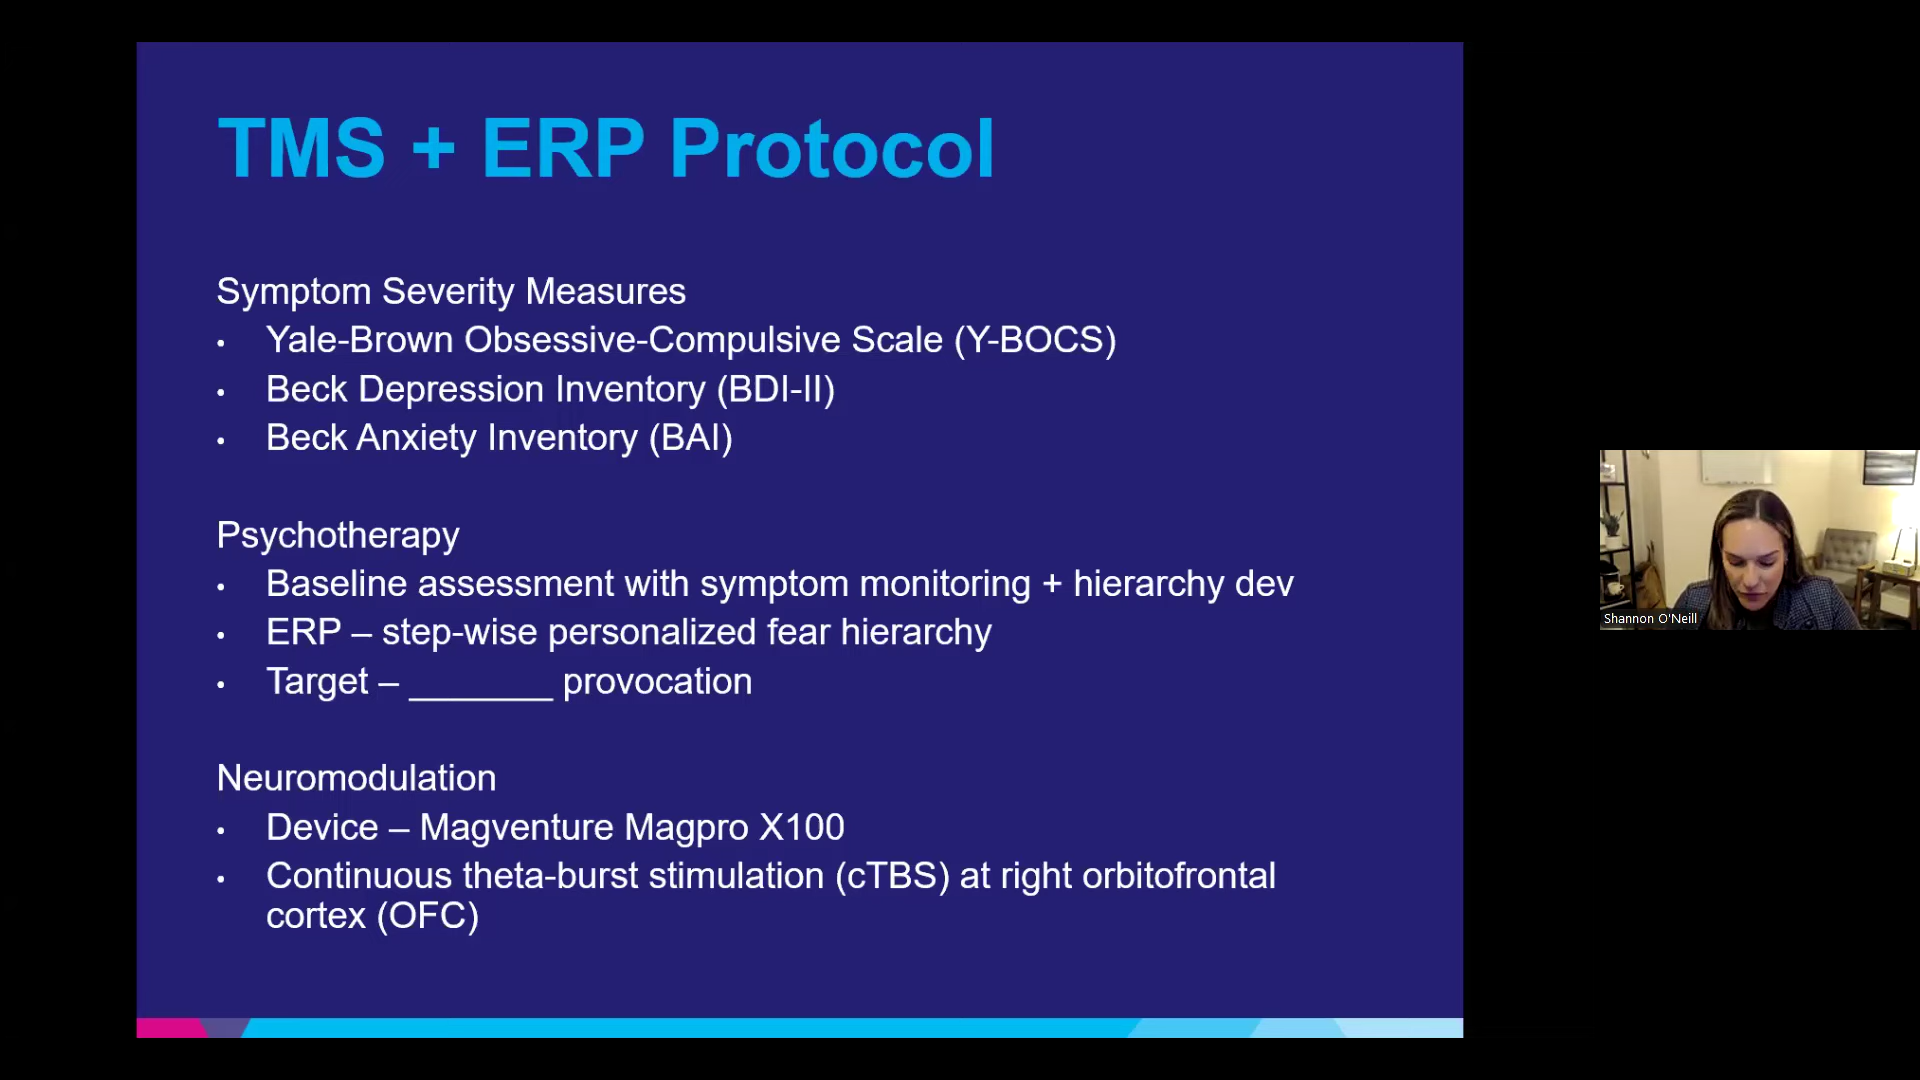 TMS + ERP Protocol
Symptom Severity Measures
• Yale-Brown Obsessive-Compulsive Scale (Y-BOCS)
• Beck Depression Inventory (BDI-II)
• Beck Anxiety Inventory (BAI)
Psychotherapy
• Baseline assessment with symptom monitoring + hierarchy dev
• ERP – step-wise personalized fear hierarchy
• Target – _______ provocation
Neuromodulation
• Device – Magventure Magpro X100
• Continuous theta-burst stimulation (cTBS) at right orbitofrontal
cortex (OFC)
Shannon O'Neill